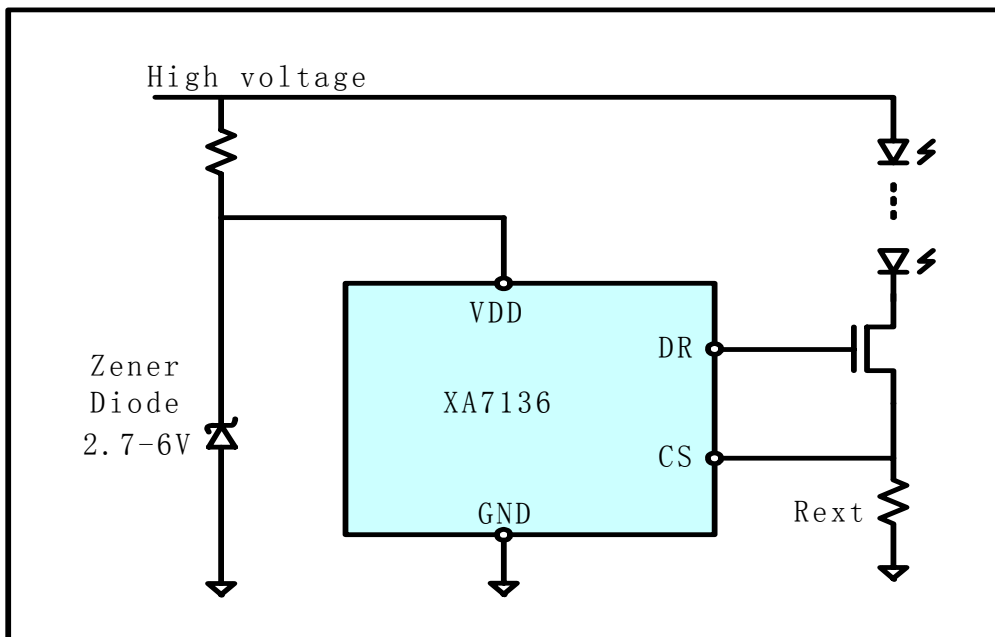 High voltage
VDD
DR
Zener
Diode
2.7-6V
XA7136
CS
GND
Rext